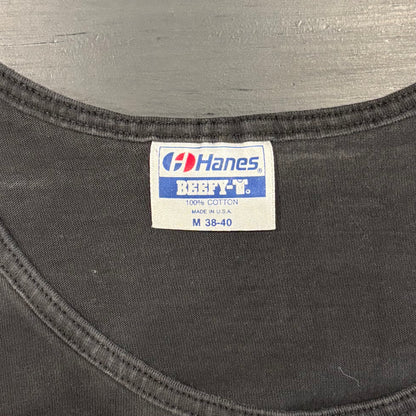 Hanes®
BEEFY-T®
100% COTTON
MADE IN U.S.A.
M 38-40